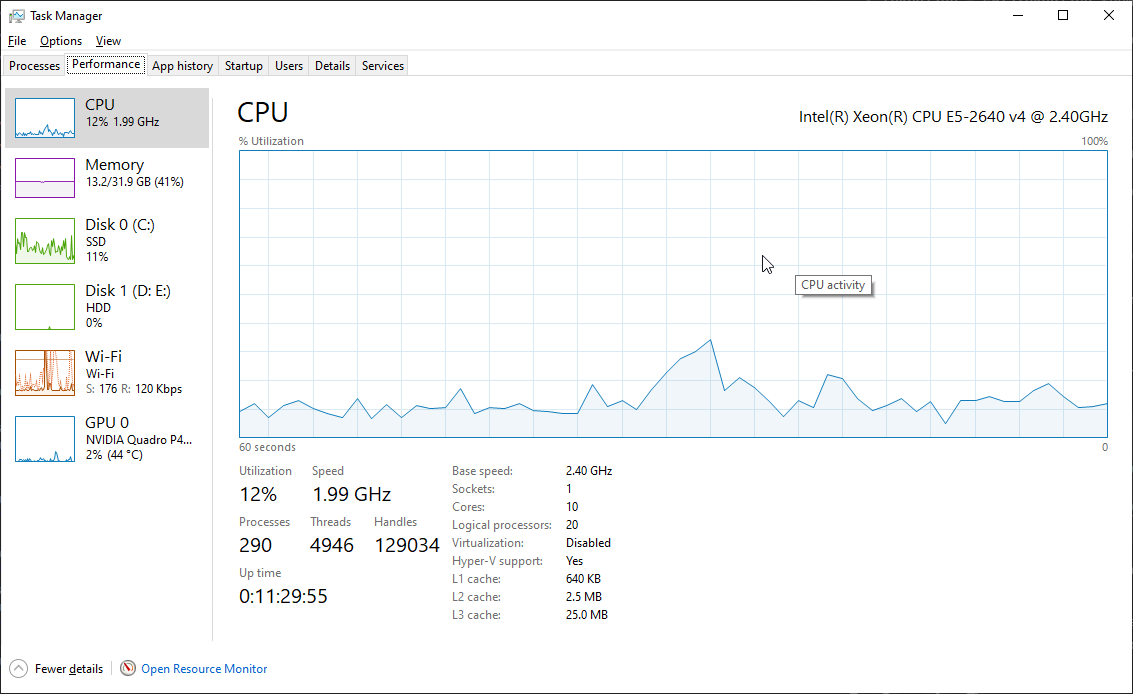 Task Manager
File Options View
Processes Performance App history Startup Users Details Services
CPU
12% 1.99 GHz
Memory
13.2/31.9 GB (41%)
Disk 0 (C:)
SSD
11%
Disk 1 (D: E:)
HDD
0%
Wi-Fi
Wi-Fi
S: 176 R: 120 Kbps
GPU 0
NVIDIA Quadro P4...
2% (44 °C)
CPU
Intel(R) Xeon(R) CPU E5-2640 v4 @ 2.40GHz
% Utilization 100%
CPU activity
60 seconds 0
Utilization Speed
12% 1.99 GHz
Processes Threads Handles
290 4946 129034
Up time
0:11:29:55
Base speed: 2.40 GHz
Sockets: 1
Cores: 10
Logical processors: 20
Virtualization: Disabled
Hyper-V support: Yes
L1 cache: 640 KB
L2 cache: 2.5 MB
L3 cache: 25.0 MB
Fewer details Open Resource Monitor